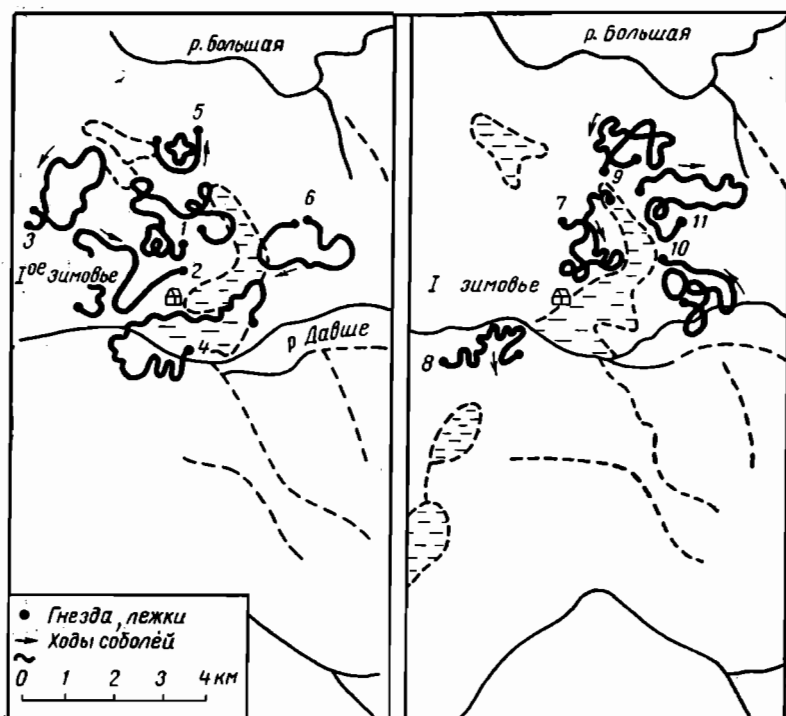 р. Большая
5
3
6
2
Iое зимовье
4
р Давше
Гнезда, лежки
Ходы соболей
0 1 2 3 4 км
р. Большая
9
7
11
10
I зимовье
8